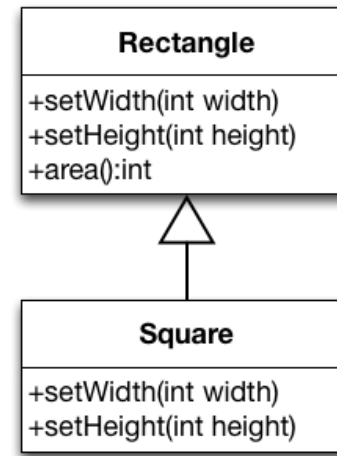 Rectangle
+setWidth(int width)
+setHeight(int height)
+area():int
Square
+setWidth(int width)
+setHeight(int height)